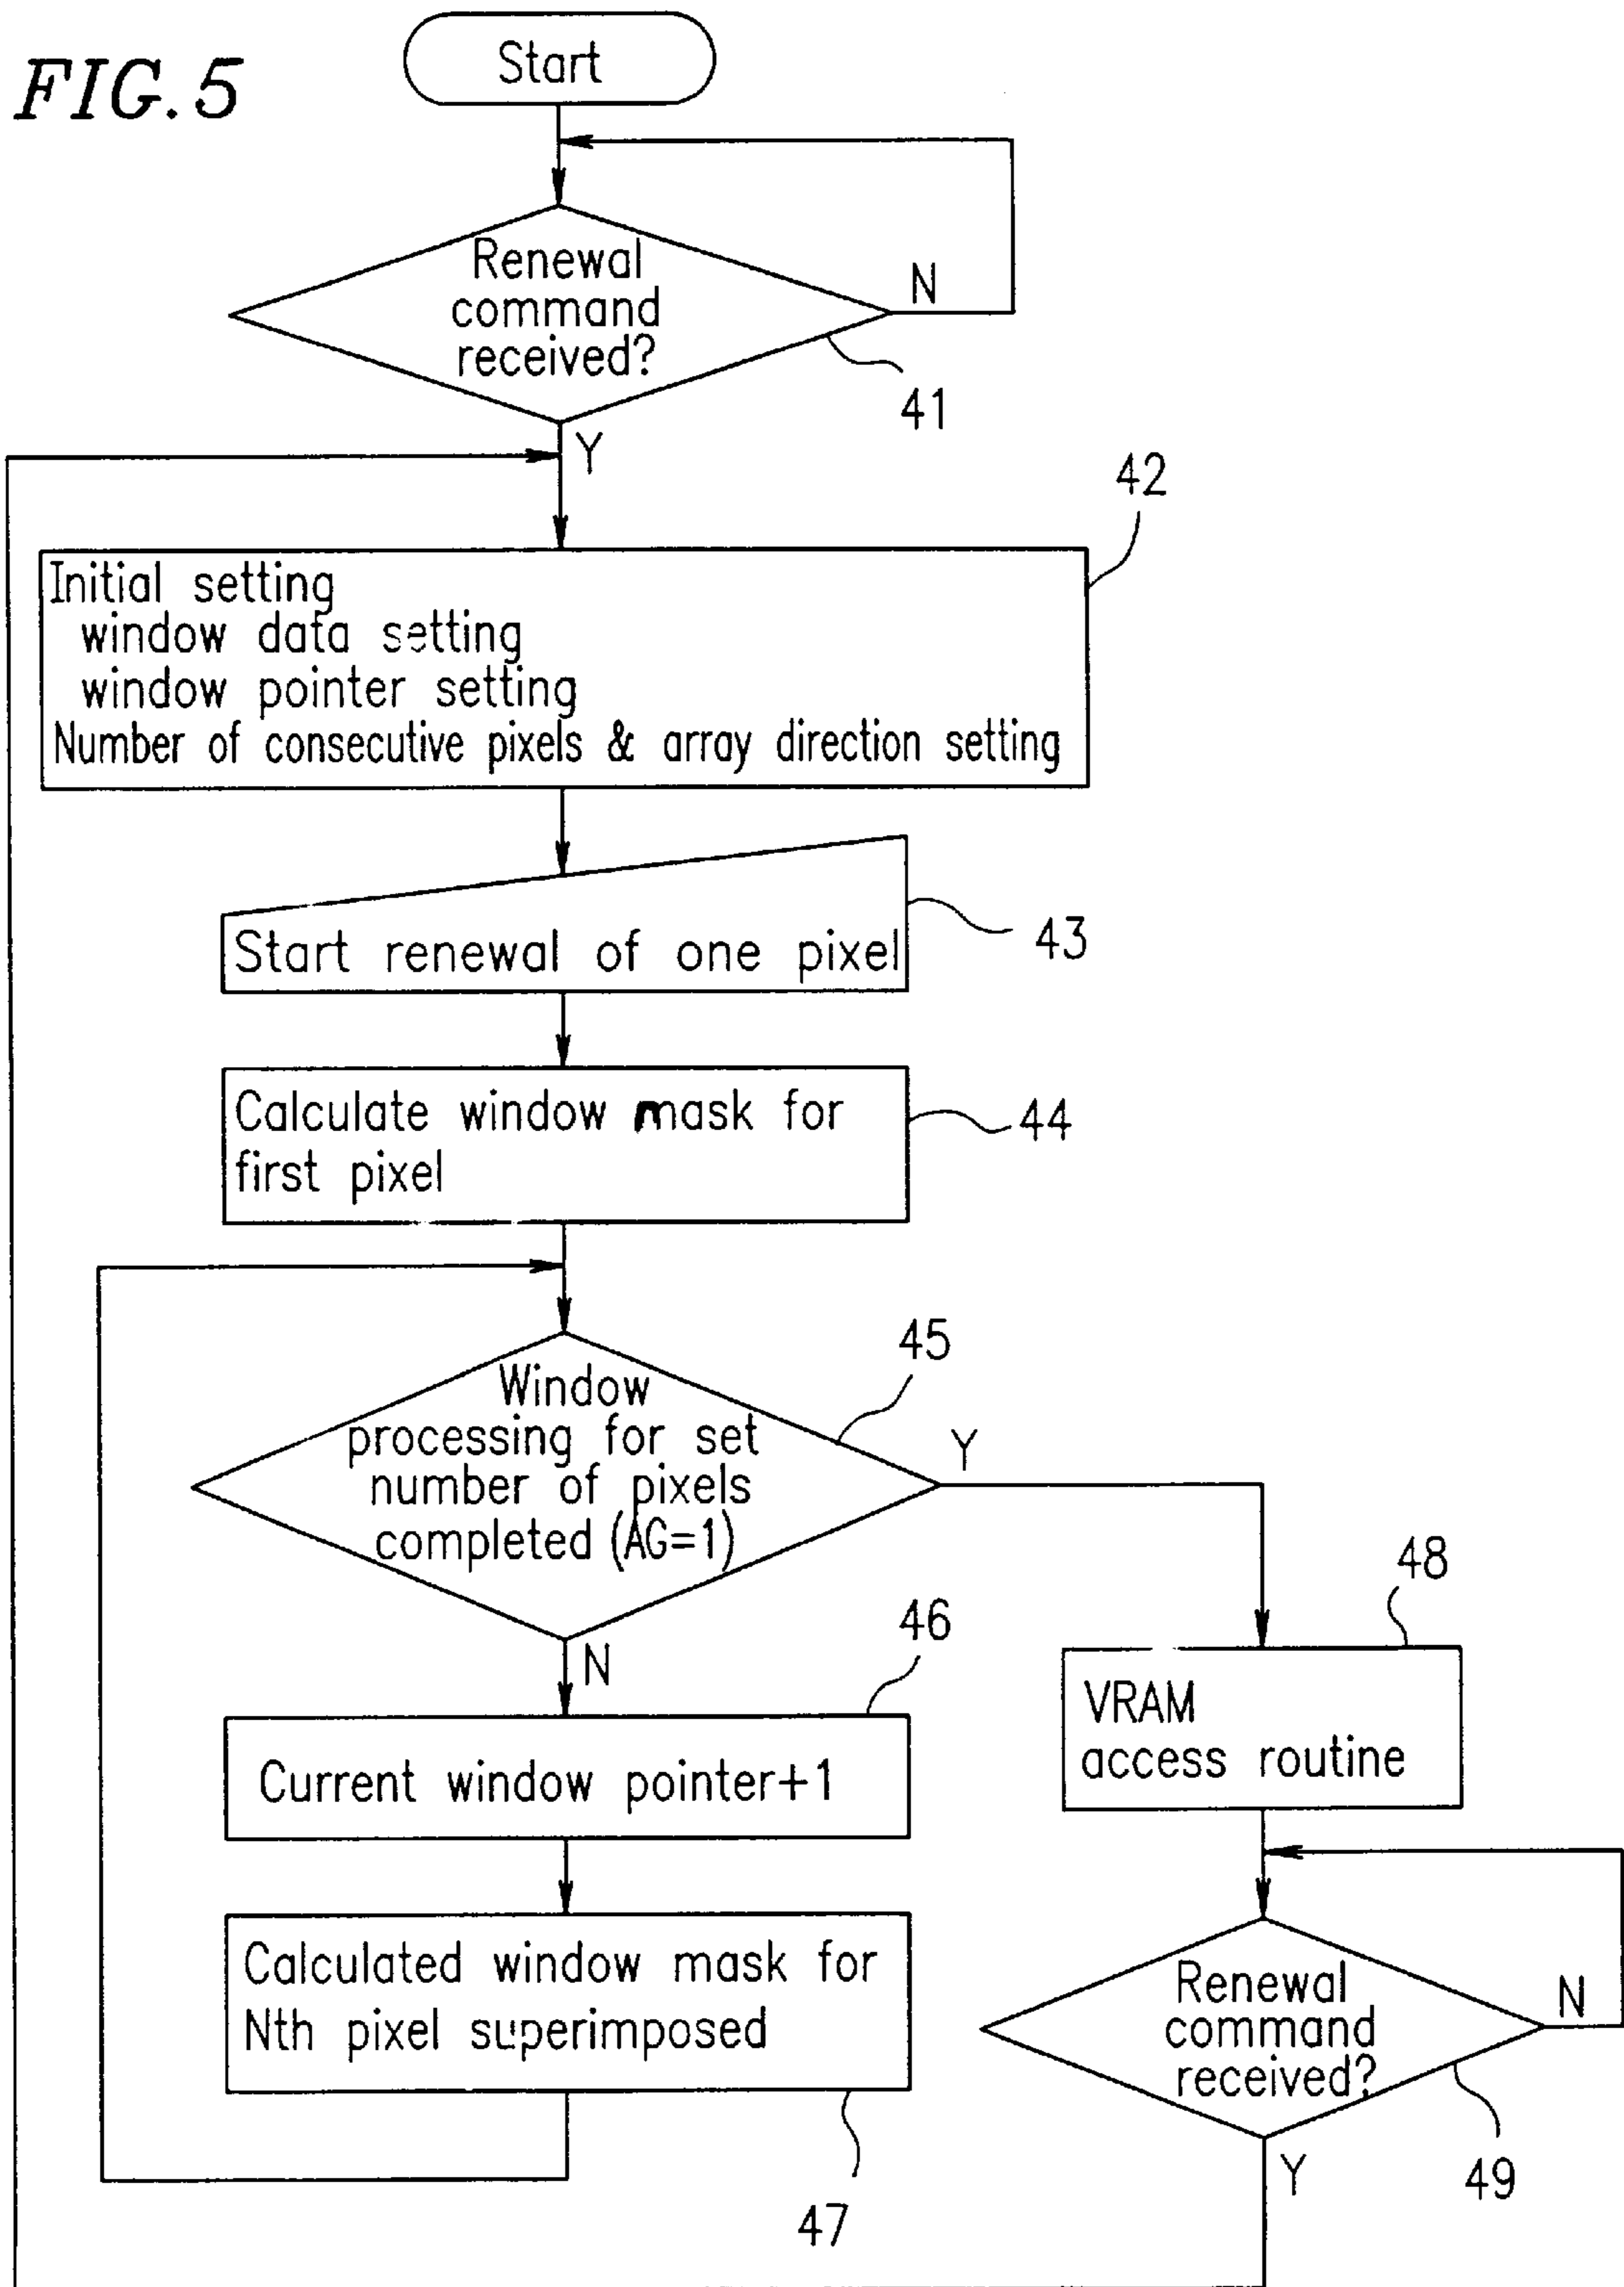 FIG. 5
Start
Renewal
command
received?
N
41
Y
42
Initial setting
window data setting
window pointer setting
Number of consecutive pixels & array direction setting
Start renewal of one pixel
43
Calculate window mask for
first pixel
44
45
Window
processing for set
number of pixels
completed (AG=1)
Y
N
46
Current window pointer+1
48
VRAM
access routine
Calculated window mask for
Nth pixel superimposed
47
Renewal
command
received?
N
49
Y